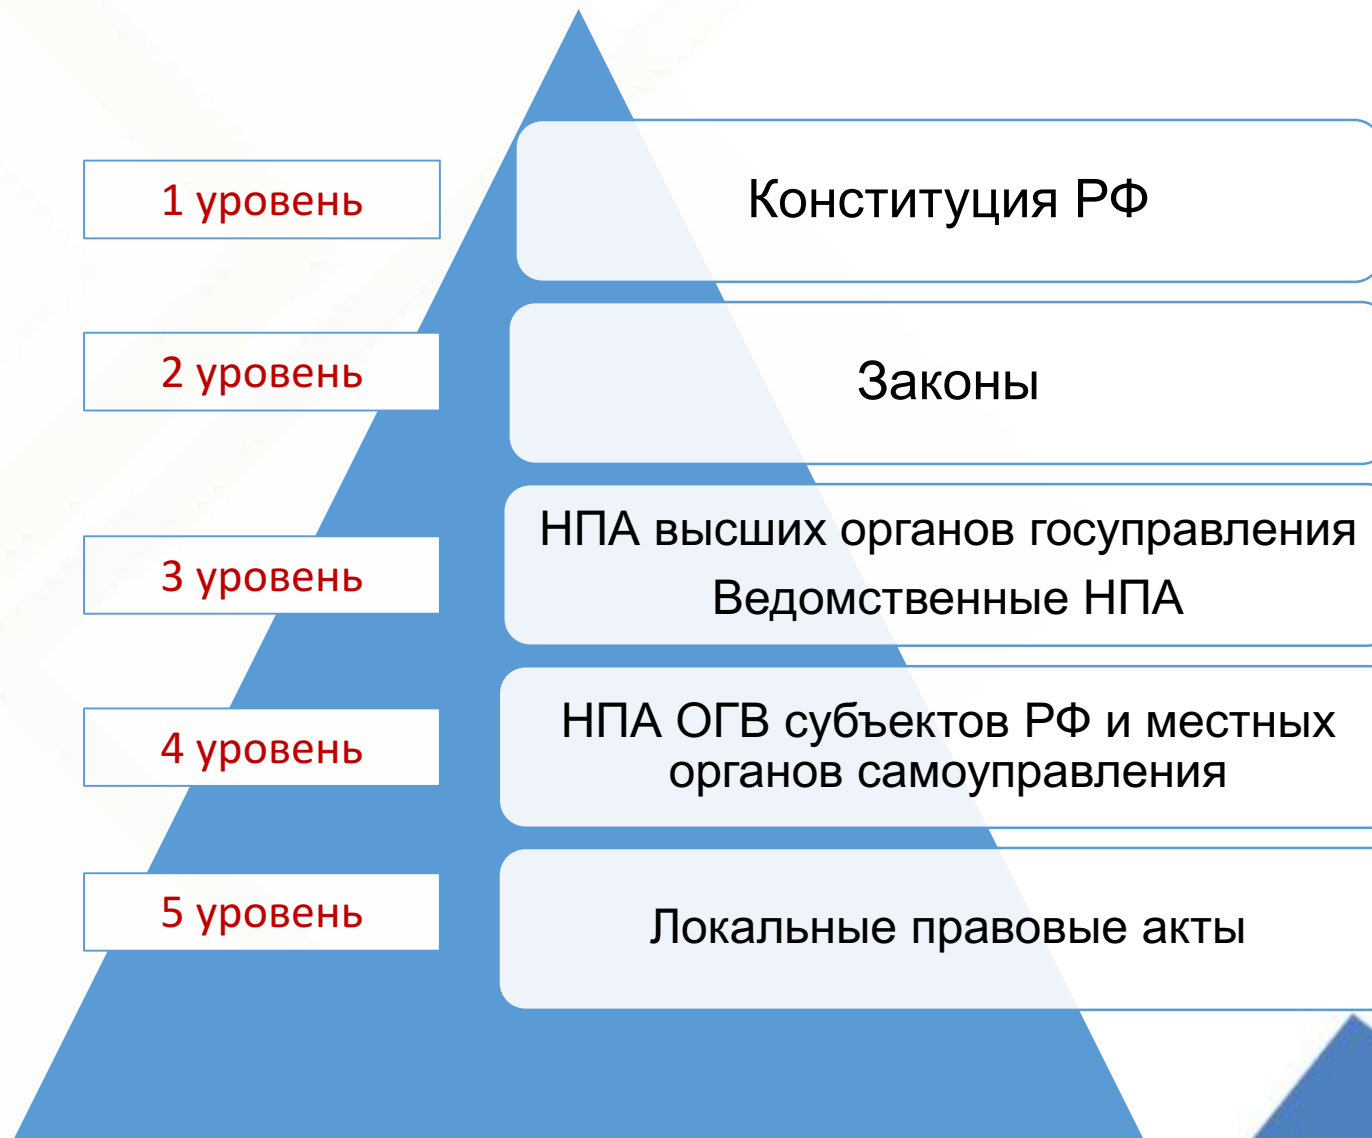 1 уровень
Конституция РФ
2 уровень
Законы
3 уровень
НПА высших органов госуправления
Ведомственные НПА
4 уровень
НПА ОГВ субъектов РФ и местных
органов самоуправления
5 уровень
Локальные правовые акты